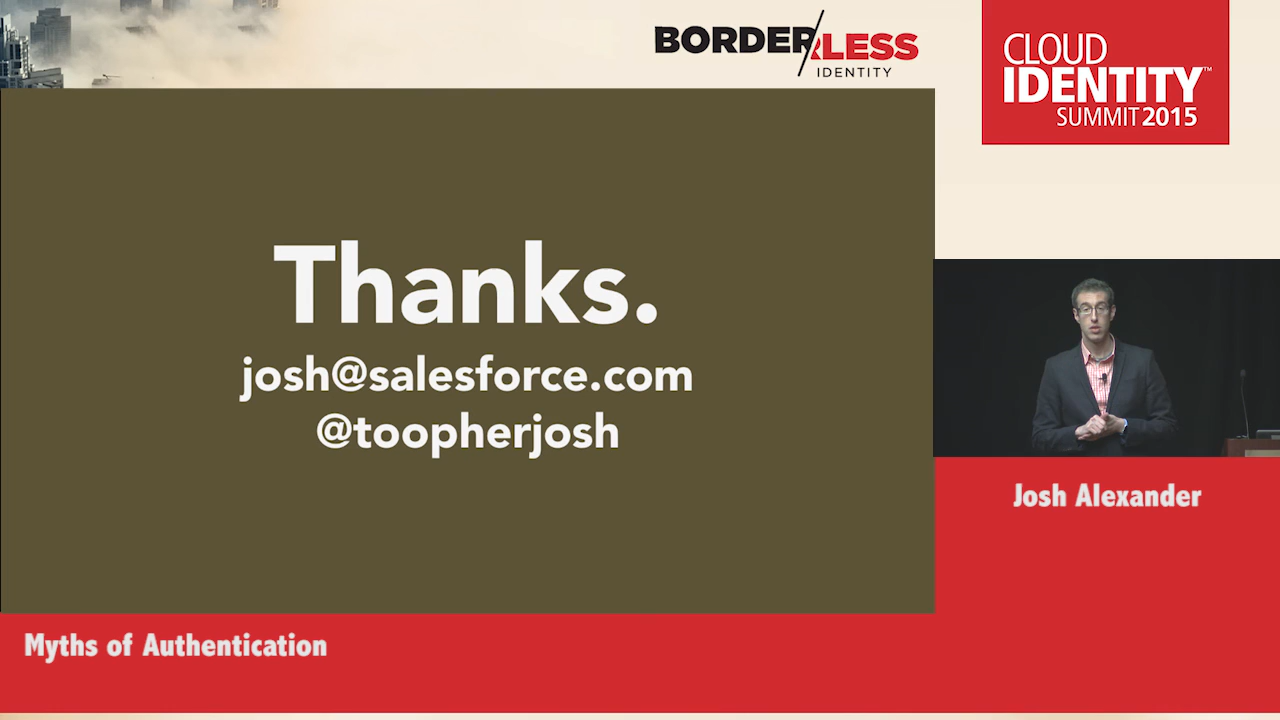 BORDERLESS
IDENTITY
CLOUD
IDENTITY™
SUMMIT 2015
Thanks.
josh@salesforce.com
@toopherjosh
Josh Alexander
Myths of Authentication